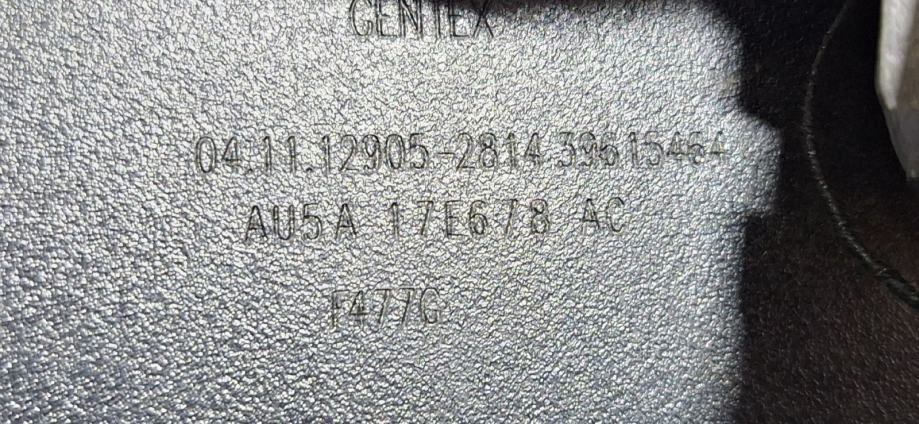 GENTEX
04.11.12905-2814 39615464
AU5A 17E678 AC
F477G